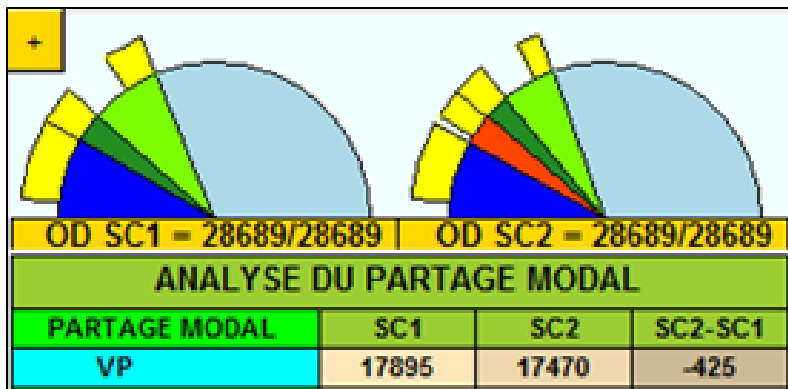 +
OD SC1 = 28689/28689 OD SC2 = 28689/28689
ANALYSE DU PARTAGE MODAL
PARTAGE MODAL SC1 SC2 SC2-SC1
VP 17895 17470 -425